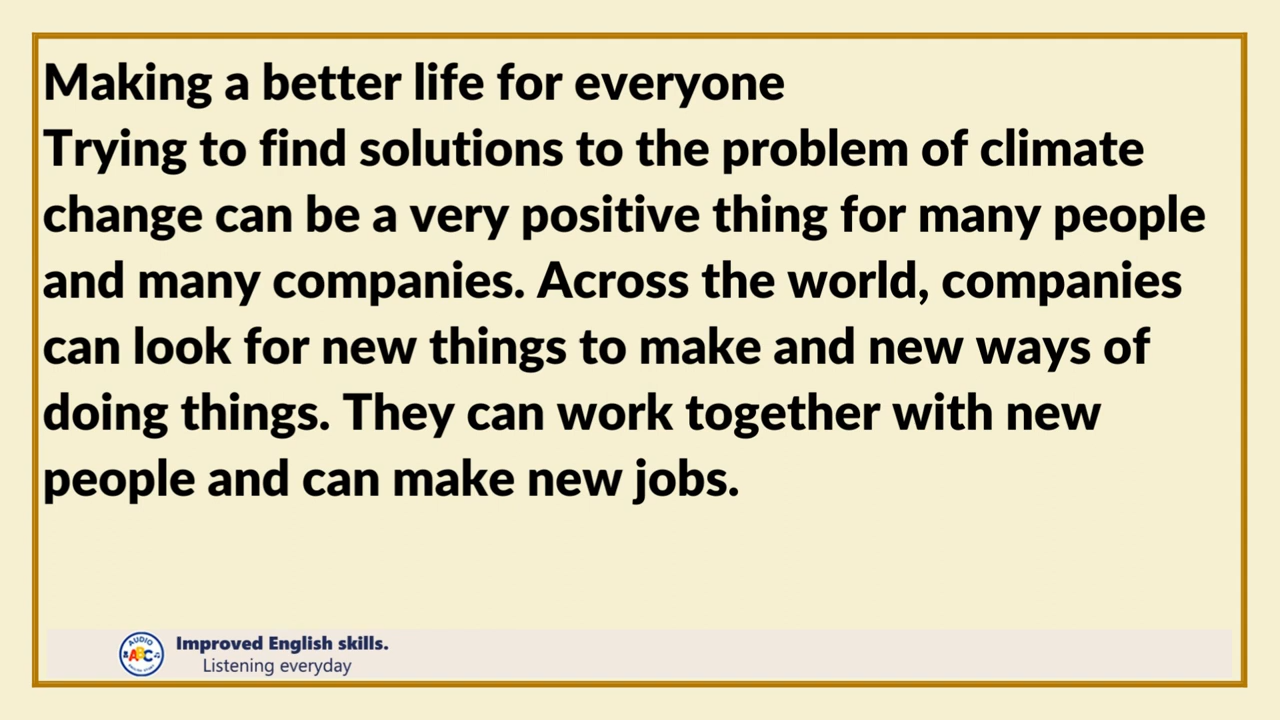 Making a better life for everyone
Trying to find solutions to the problem of climate
change can be a very positive thing for many people
and many companies. Across the world, companies
can look for new things to make and new ways of
doing things. They can work together with new
people and can make new jobs.
AUDIO
ABC
Improved English skills.
Listening everyday